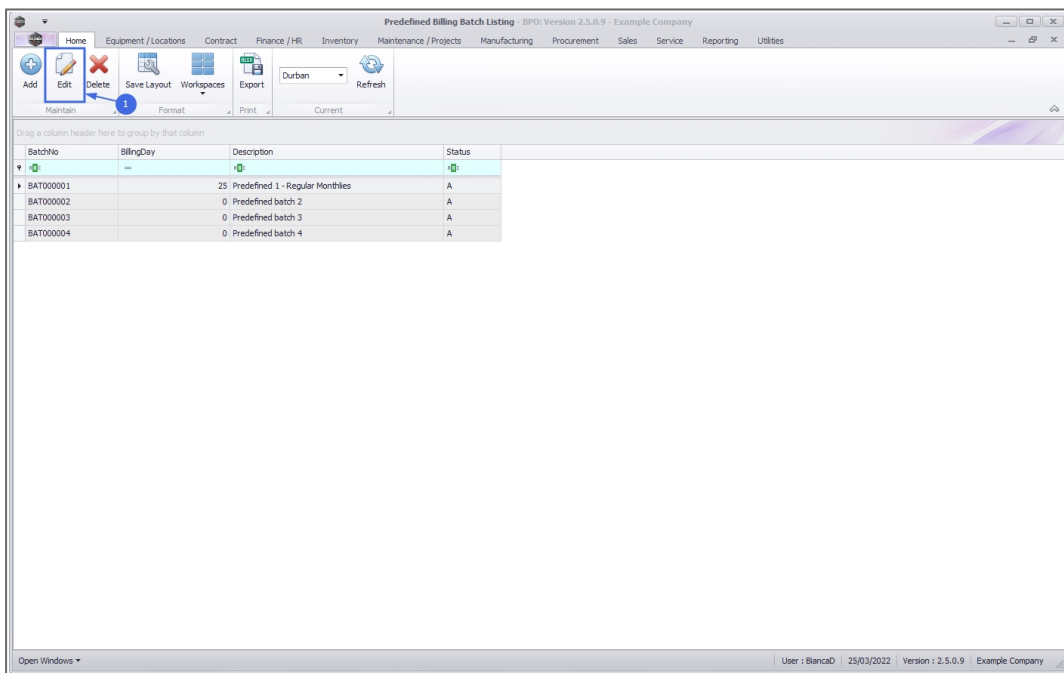 Predefined Billing Batch Listing - BPO: Version 2.5.0.9 - Example Company
Home Equipment / Locations Contract Finance / HR Inventory Maintenance / Projects Manufacturing Procurement Sales Service Reporting Utilities
Add Edit Delete Save Layout Workspaces Export Durban Refresh
1
Maintain Format Print Current
Drag a column header here to group by that column
BatchNo BillingDay Description Status
BAT000001 25 Predefined 1 - Regular Monthlies A
BAT000002 0 Predefined batch 2 A
BAT000003 0 Predefined batch 3 A
BAT000004 0 Predefined batch 4 A
Open Windows User : BiancaD 25/03/2022 Version : 2.5.0.9 Example Company